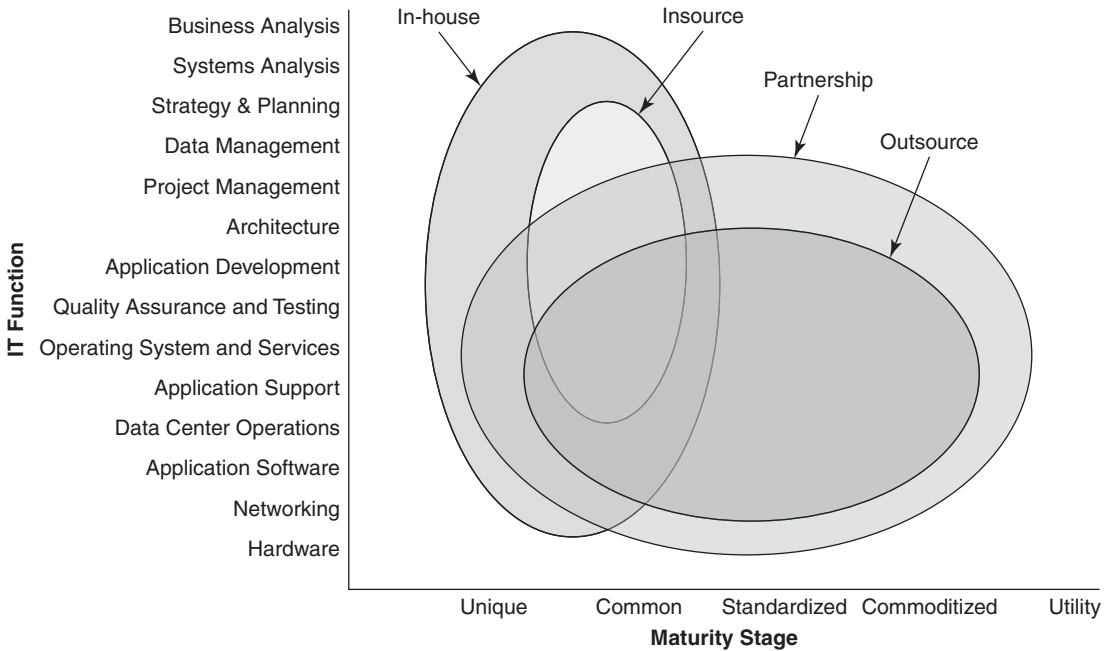 In-house
Insource
Partnership
Outsource
IT Function
Business Analysis
Systems Analysis
Strategy & Planning
Data Management
Project Management
Architecture
Application Development
Quality Assurance and Testing
Operating System and Services
Application Support
Data Center Operations
Application Software
Networking
Hardware
Unique Common Standardized Commoditized Utility
Maturity Stage